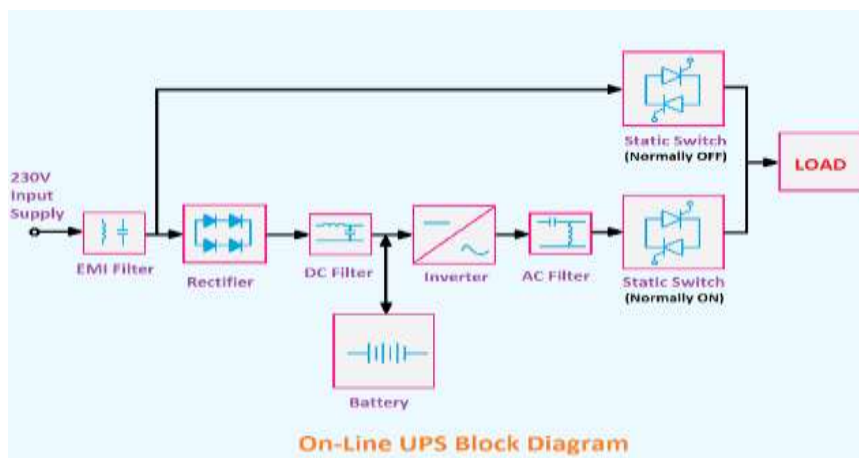 Static Switch
(Normally OFF)
LOAD
230V
Input
Supply
EMI Filter
Rectifier
DC Filter
Inverter
AC Filter
Static Switch
(Normally ON)
Battery
On-Line UPS Block Diagram